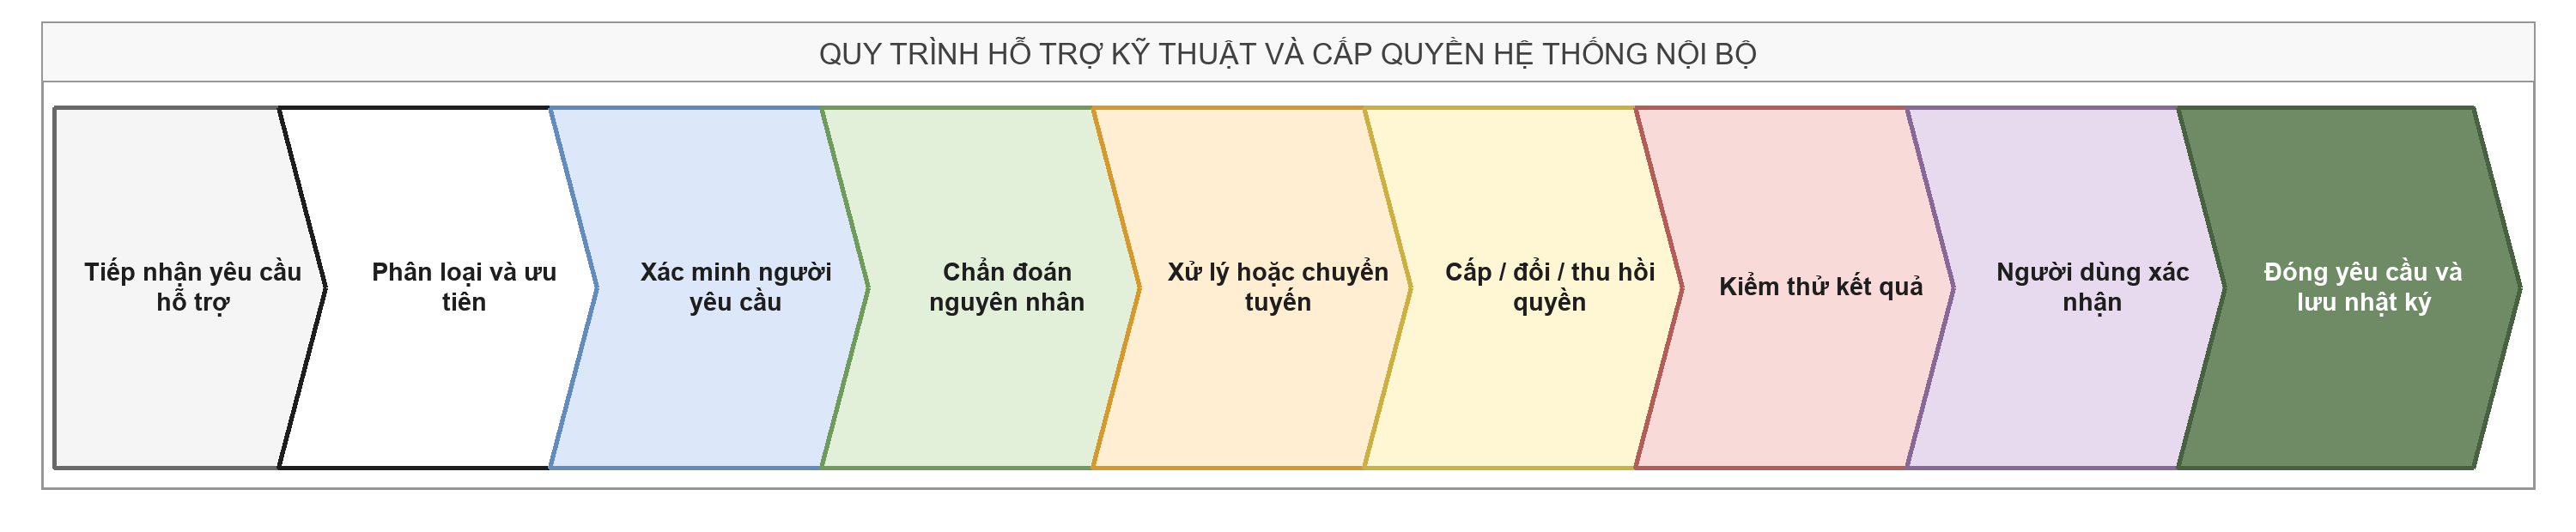 QUY TRÌNH HỖ TRỢ KỸ THUẬT VÀ CẤP QUYỀN HỆ THỐNG NỘI BỘ
Tiếp nhận yêu cầu
hỗ trợ
Phân loại và ưu
tiên
Xác minh người
yêu cầu
Chẩn đoán
nguyên nhân
Xử lý hoặc chuyển
tuyến
Cấp / đổi / thu hồi
quyền
Kiểm thử kết quả
Người dùng xác
nhận
Đóng yêu cầu và
lưu nhật ký